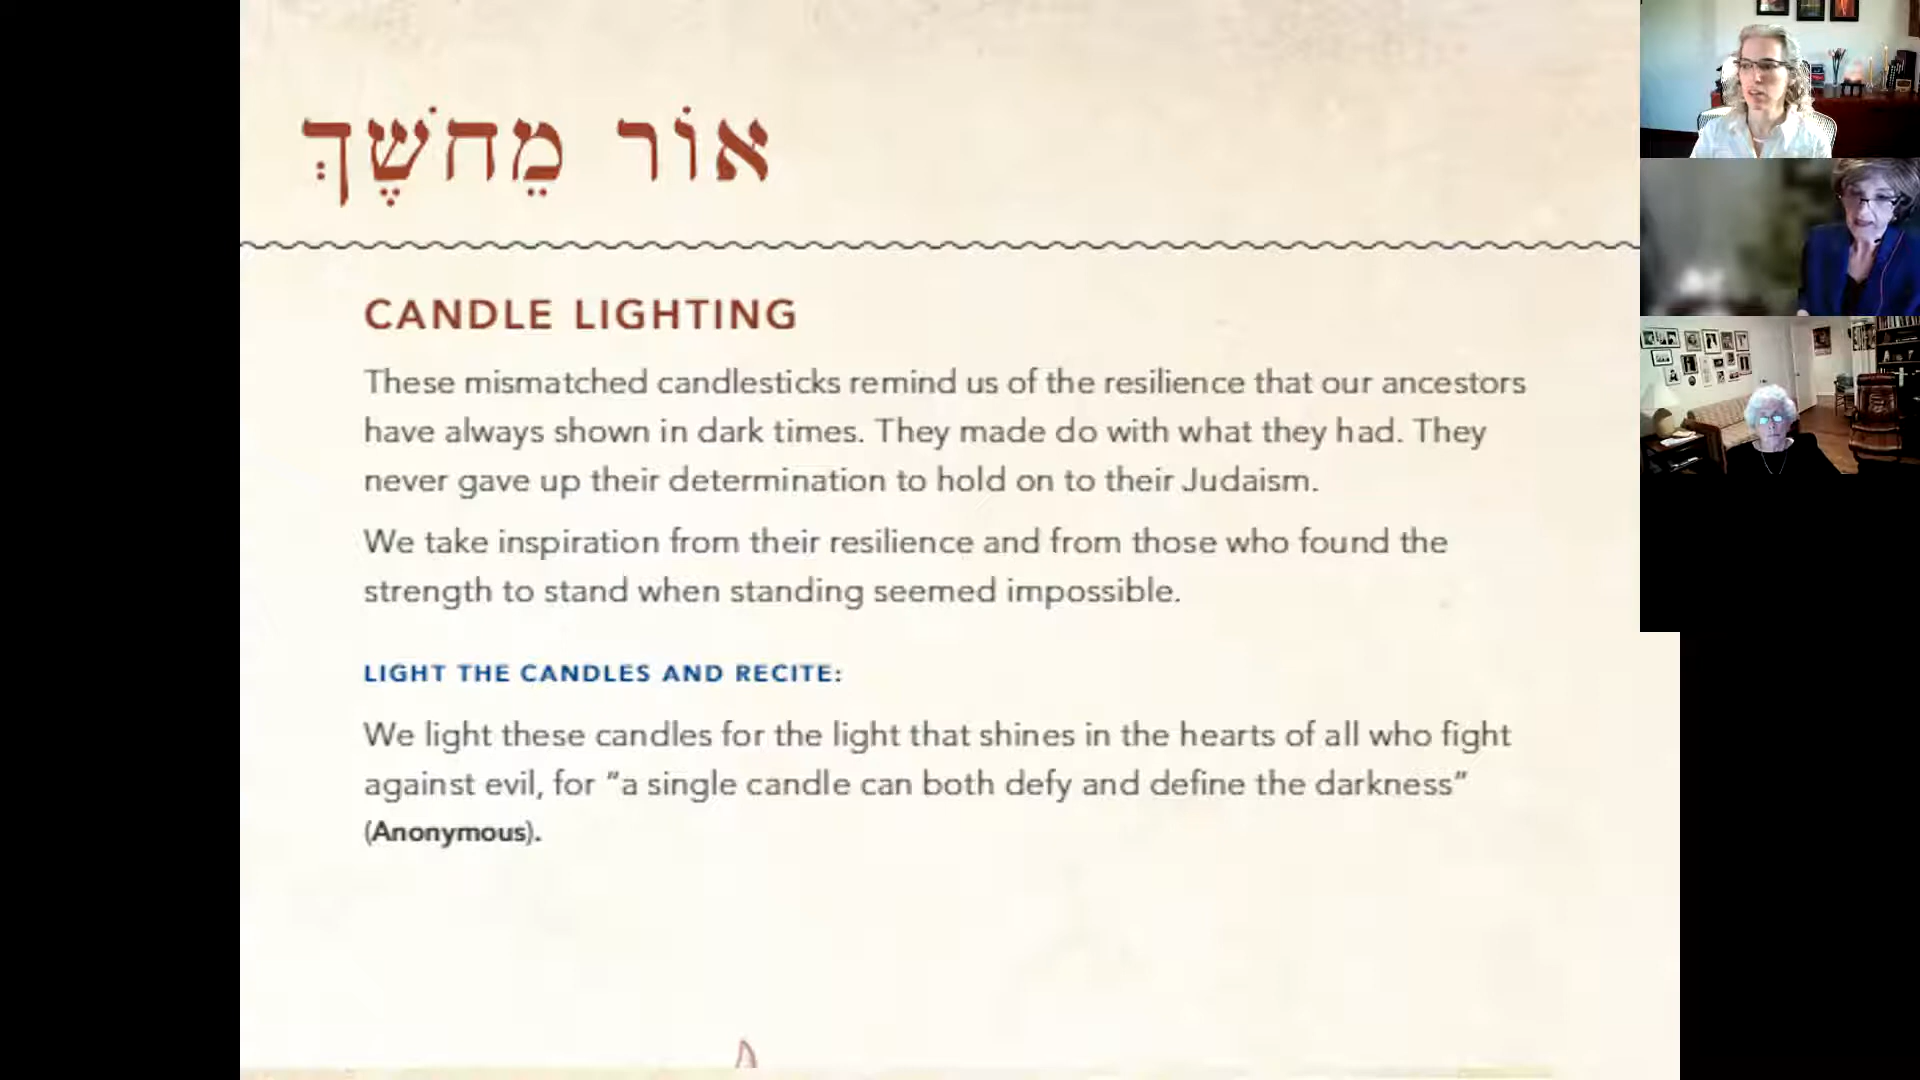 אוֹר מֵחֹשֶׁךְ
CANDLE LIGHTING
These mismatched candlesticks remind us of the resilience that our ancestors
have always shown in dark times. They made do with what they had. They
never gave up their determination to hold on to their Judaism.
We take inspiration from their resilience and from those who found the
strength to stand when standing seemed impossible.
LIGHT THE CANDLES AND RECITE:
We light these candles for the light that shines in the hearts of all who fight
against evil, for “a single candle can both defy and define the darkness”
(Anonymous).